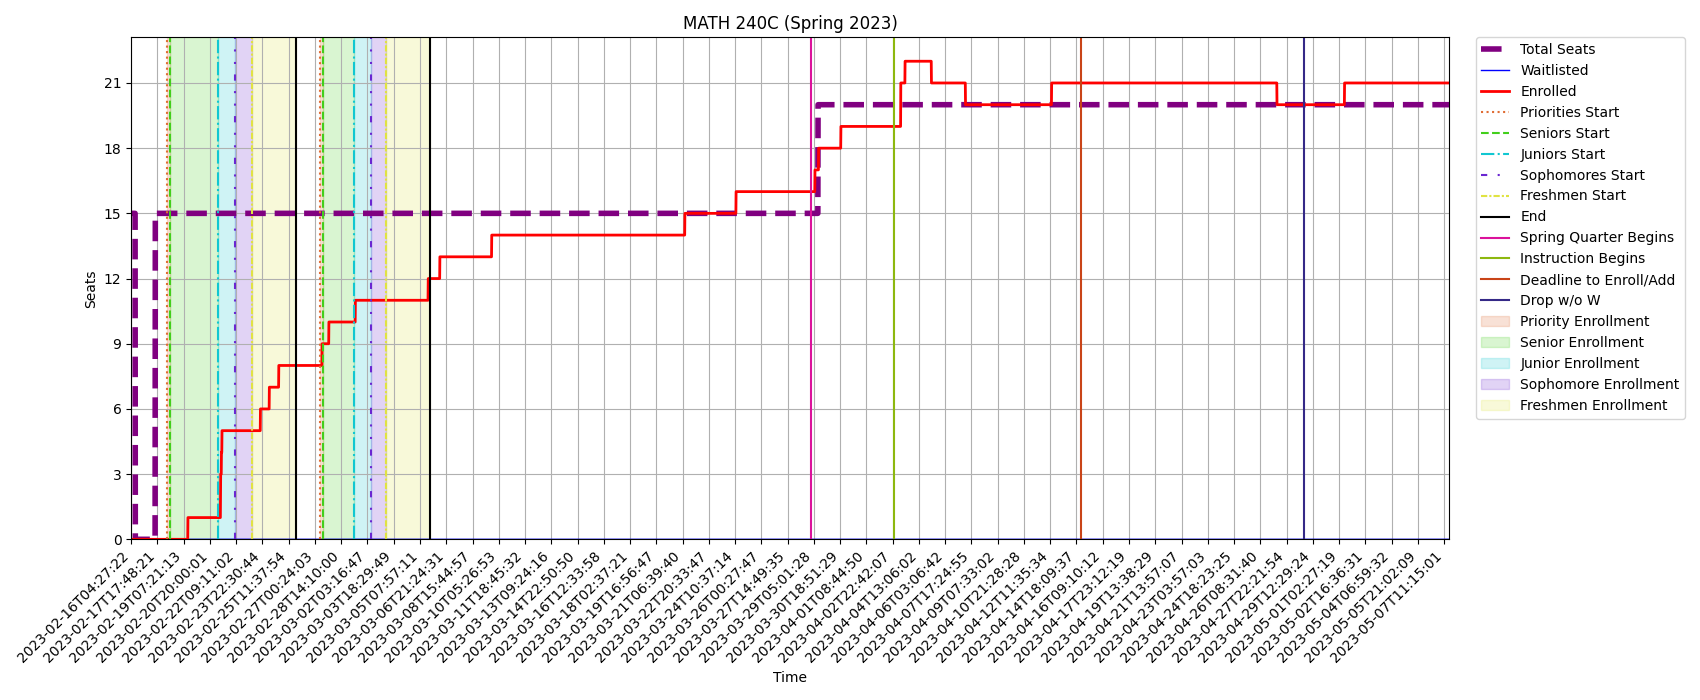 MATH 240C (Spring 2023)
Seats
21
18
15
12
9
6
3
0
2023-02-16T04:27:22
2023-02-17T17:48:21
2023-02-19T07:21:13
2023-02-20T20:00:01
2023-02-22T09:11:02
2023-02-23T22:30:44
2023-02-25T11:37:54
2023-02-27T00:24:03
2023-02-28T14:10:00
2023-03-02T03:16:47
2023-03-03T18:29:49
2023-03-05T07:57:11
2023-03-06T21:24:31
2023-03-08T15:44:57
2023-03-10T05:26:53
2023-03-11T18:45:32
2023-03-13T09:24:16
2023-03-14T22:50:50
2023-03-16T12:33:58
2023-03-18T02:37:21
2023-03-19T16:56:47
2023-03-21T06:39:40
2023-03-22T20:33:47
2023-03-24T10:37:14
2023-03-26T00:27:47
2023-03-27T14:49:35
2023-03-29T05:01:28
2023-03-30T18:51:29
2023-04-01T08:44:50
2023-04-02T22:42:07
2023-04-04T13:06:02
2023-04-06T03:06:42
2023-04-07T17:24:55
2023-04-09T07:33:02
2023-04-10T21:28:28
2023-04-12T11:35:34
2023-04-14T18:09:37
2023-04-16T09:10:12
2023-04-17T23:12:19
2023-04-19T13:38:29
2023-04-21T13:57:07
2023-04-23T03:57:03
2023-04-24T18:23:25
2023-04-26T08:31:40
2023-04-27T22:21:54
2023-04-29T12:29:24
2023-05-01T02:27:19
2023-05-02T16:36:31
2023-05-04T06:59:32
2023-05-05T21:02:09
2023-05-07T11:15:01
Time
Total Seats
Waitlisted
Enrolled
Priorities Start
Seniors Start
Juniors Start
Sophomores Start
Freshmen Start
End
Spring Quarter Begins
Instruction Begins
Deadline to Enroll/Add
Drop w/o W
Priority Enrollment
Senior Enrollment
Junior Enrollment
Sophomore Enrollment
Freshmen Enrollment